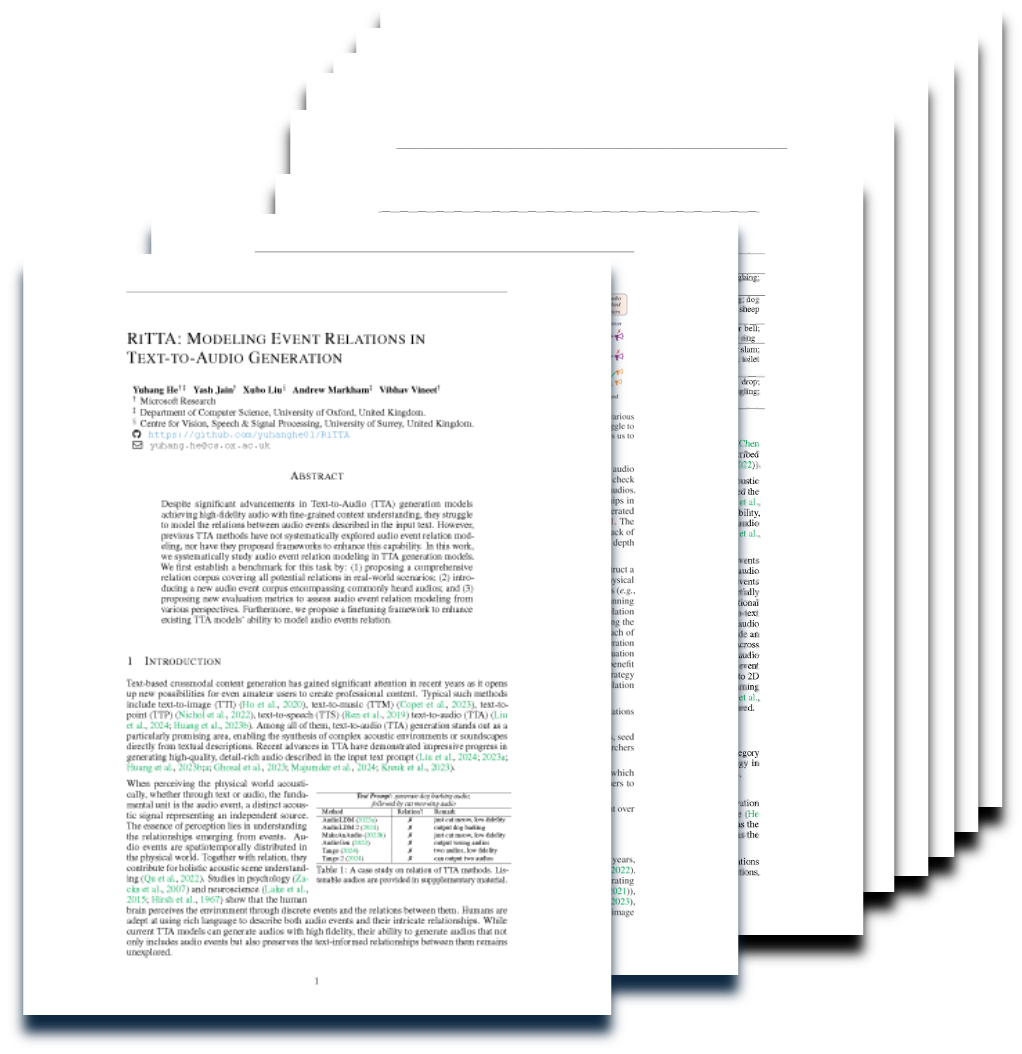 RiTTA: Modeling Event Relations in
Text-to-Audio Generation
Yuhang He†‡ Yash Jain† Xubo Liu§ Andrew Markham‡ Vibhav Vineet†
† Microsoft Research
‡ Department of Computer Science, University of Oxford, United Kingdom.
§ Centre for Vision, Speech & Signal Processing, University of Surrey, United Kingdom.
https://github.com/yuhanghe01/RiTTA
yuhang.he@cs.ox.ac.uk
Abstract
Despite significant advancements in Text-to-Audio (TTA) generation models
achieving high-fidelity audio with fine-grained context understanding, they struggle
to model the relations between audio events described in the input text. However,
previous TTA methods have not systematically explored audio event relation mod-
eling, nor have they proposed frameworks to enhance this capability. In this work,
we systematically study audio event relation modeling in TTA generation models.
We first establish a benchmark for this task by: (1) proposing a comprehensive
relation corpus covering all potential relations in real-world scenarios; (2) intro-
ducing a new audio event corpus encompassing commonly heard audios; and (3)
proposing new evaluation metrics to assess audio event relation modeling from
various perspectives. Furthermore, we propose a finetuning framework to enhance
existing TTA models' ability to model audio events relation.
1 Introduction
Text-based crossmodal content generation has gained significant attention in recent years as it opens
up new possibilities for even amateur users to create professional content. Typical such methods
include text-to-image (TTI) (Ho et al., 2020), text-to-music (TTM) (Copet et al., 2023), text-to-
point (TTP) (Nichol et al., 2022), text-to-speech (TTS) (Ren et al., 2019) text-to-audio (TTA) (Liu
et al., 2024; Huang et al., 2023b). Among all of them, text-to-audio (TTA) generation stands out as a
particularly promising area, enabling the synthesis of complex acoustic environments or soundscapes
directly from textual descriptions. Recent advances in TTA have demonstrated impressive progress in
generating high-quality, detail-rich audio described in the input text prompt (Liu et al., 2024; 2023a;
Huang et al., 2023b;a; Ghosal et al., 2023; Majumder et al., 2024; Kreuk et al., 2023).
When perceiving the physical world acousti-
cally, whether through text or audio, the funda-
mental unit is the audio event, a distinct acous-
tic signal representing an independent source.
The essence of perception lies in understanding
the relationships emerging from events. Au-
dio events are spatiotemporally distributed in
the physical world. Together with relation, they
contribute for holistic acoustic scene understand-
ing (Qu et al., 2022). Studies in psychology (Za-
cks et al., 2007) and neuroscience (Lake et al.,
2015; Hirsh et al., 1967) show that the human
Text Prompt: generate dog barking audio,
followed by cat meowing audio
Method Relation? Remark
AudioLDM (2023a) ✗ just cat meow, low-fidelity
AudioLDM 2 (2024) ✗ output dog barking
MakeAnAudio (2023b) ✗ just cat meow, low fidelity
AudioGen (2023) ✗ output tuning audios
Tango (2023) ✗ two audios, low fidelity
Tango 2 (2024) ✗ can output two audios
Table 1: A case study on relation of TTA methods. Lis-
tenable audios are provided in suppplementary material.
brain perceives the environment through discrete events and the relations between them. Humans are
adept at using rich language to describe both audio events and their intricate relationships. While
current TTA models can generate audios with high fidelity, their ability to generate audios that not
only includes audio events but also preserves the text-informed relationships between them remains
unexplored.
1